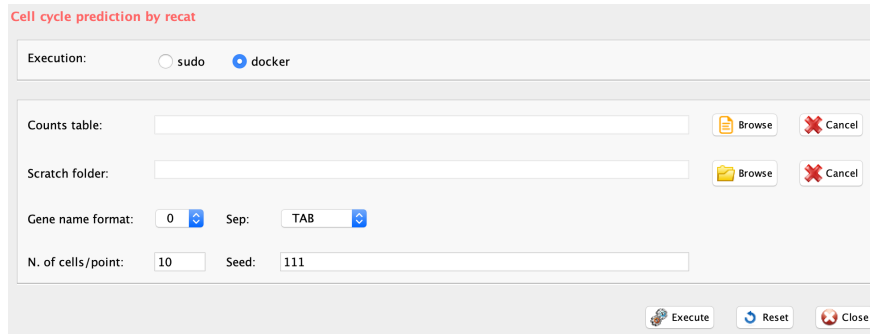 Cell cycle prediction by recat
Execution: sudo docker
Counts table: Browse Cancel
Scratch folder: Browse Cancel
Gene name format: 0 Sep: TAB
N. of cells/point: 10 Seed: 111
Execute Reset Close